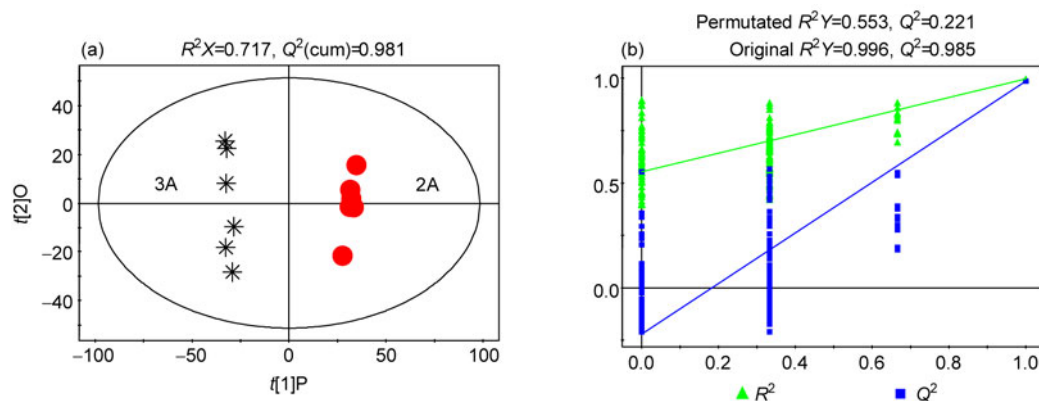 (a)
R²X=0.717, Q²(cum)=0.981
40
20
0
−20
−40
t[2]O
3A
2A
−100
−50
0
50
100
t[1]P
Permutated R²Y=0.553, Q²=0.221
(b)
Original R²Y=0.996, Q²=0.985
1.0
0.5
0.0
0.0
0.2
0.4
0.6
0.8
1.0
R²
Q²